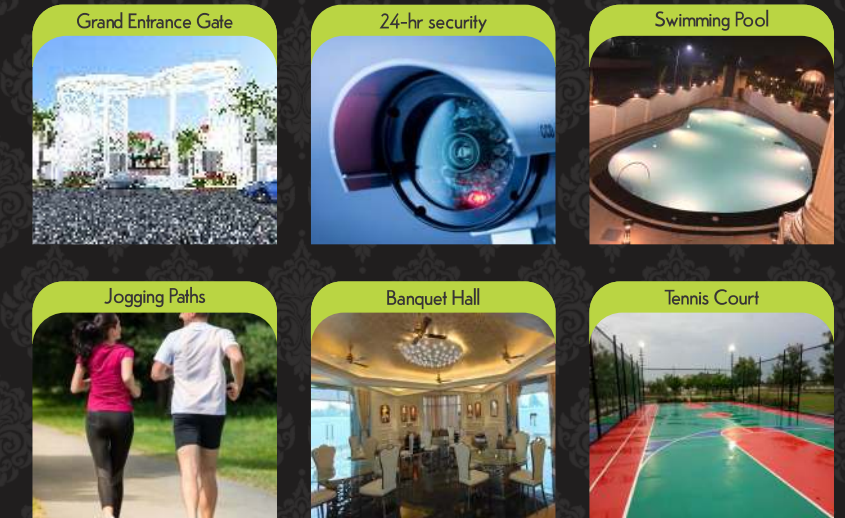 Grand Entrance Gate
24-hr security
Swimming Pool
Jogging Paths
Banquet Hall
Tennis Court